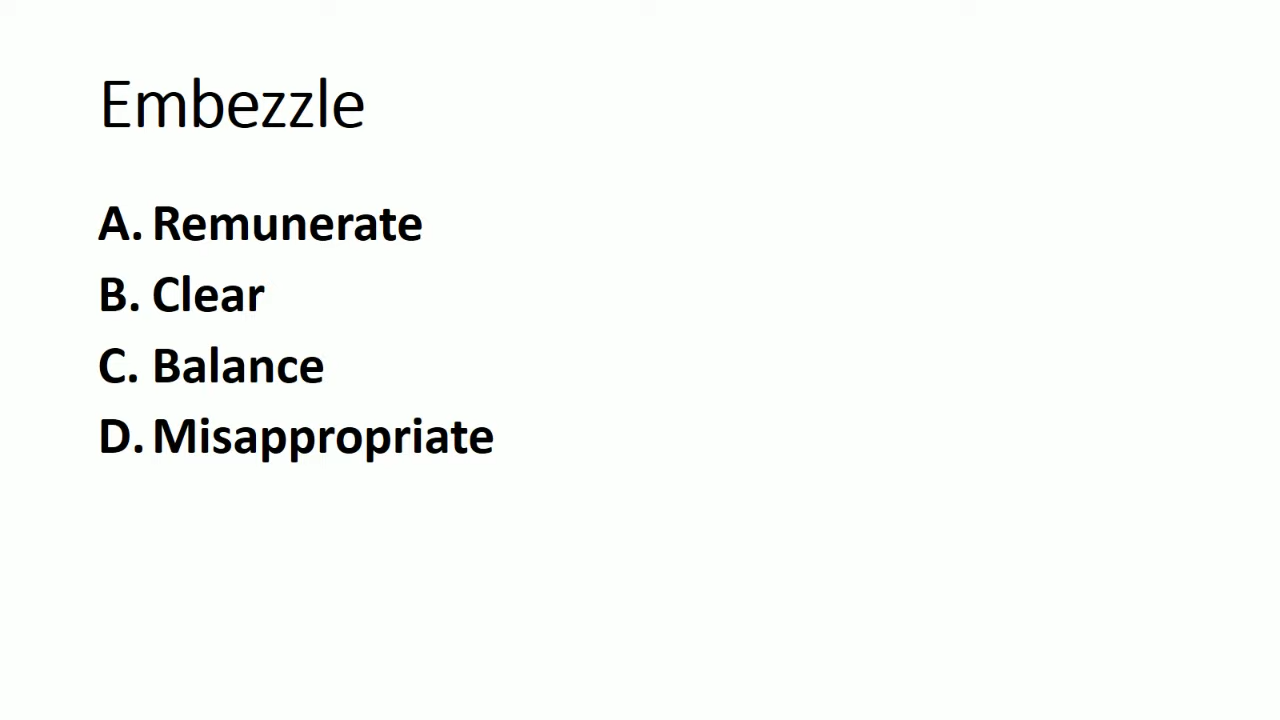 Embezzle
A. Remunerate
B. Clear
C. Balance
D. Misappropriate